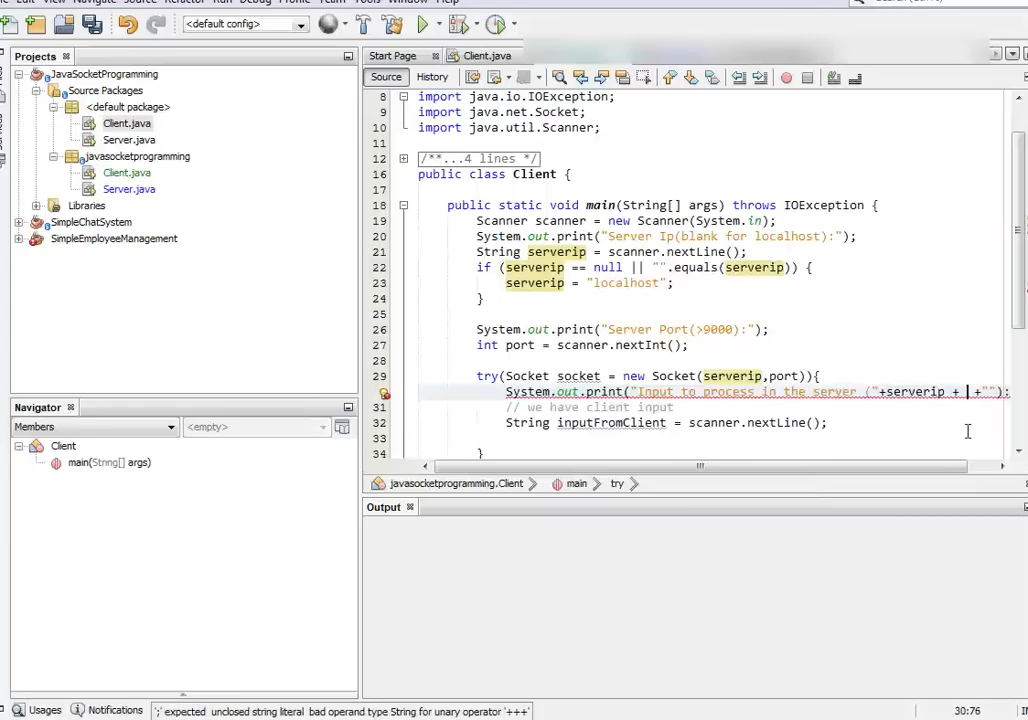 <default config>
Projects
Start Page
Client.java
Source
History
JavaSocketProgramming
Source Packages
<default package>
Client.java
Server.java
javasocketprogramming
Client.java
Server.java
Libraries
SimpleChatSystem
SimpleEmployeeManagement
8 import java.io.IOException;
9 import java.net.Socket;
10 import java.util.Scanner;
12 /**...4 lines */
16 public class Client {
17
18 public static void main(String[] args) throws IOException {
19 Scanner scanner = new Scanner(System.in);
20 System.out.print("Server Ip(blank for localhost):");
21 String serverip = scanner.nextLine();
22 if (serverip == null || "".equals(serverip)) {
23 serverip = "localhost";
24 }
25
26 System.out.print("Server Port(>9000):");
27 int port = scanner.nextInt();
28
29 try(Socket socket = new Socket(serverip,port)){
System.out.print("Input to process in the server ("+serverip + +""):
31 // we have client input
32 String inputFromClient = scanner.nextLine();
33
34 }
Navigator
Members
<empty>
Client
main(String[] args)
javasocketprogramming.Client
main
try
Output
Usages
Notifications
';' expected unclosed string literal bad operand type String for unary operator '+++'
30:76